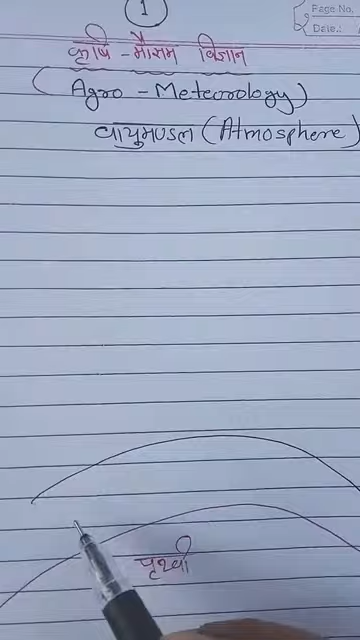 1
Page No.
Date.:
कृषि - मौसम विज्ञान
(Agro - Meteorology)
वायुमण्डल (Atmosphere)
पृथ्वी